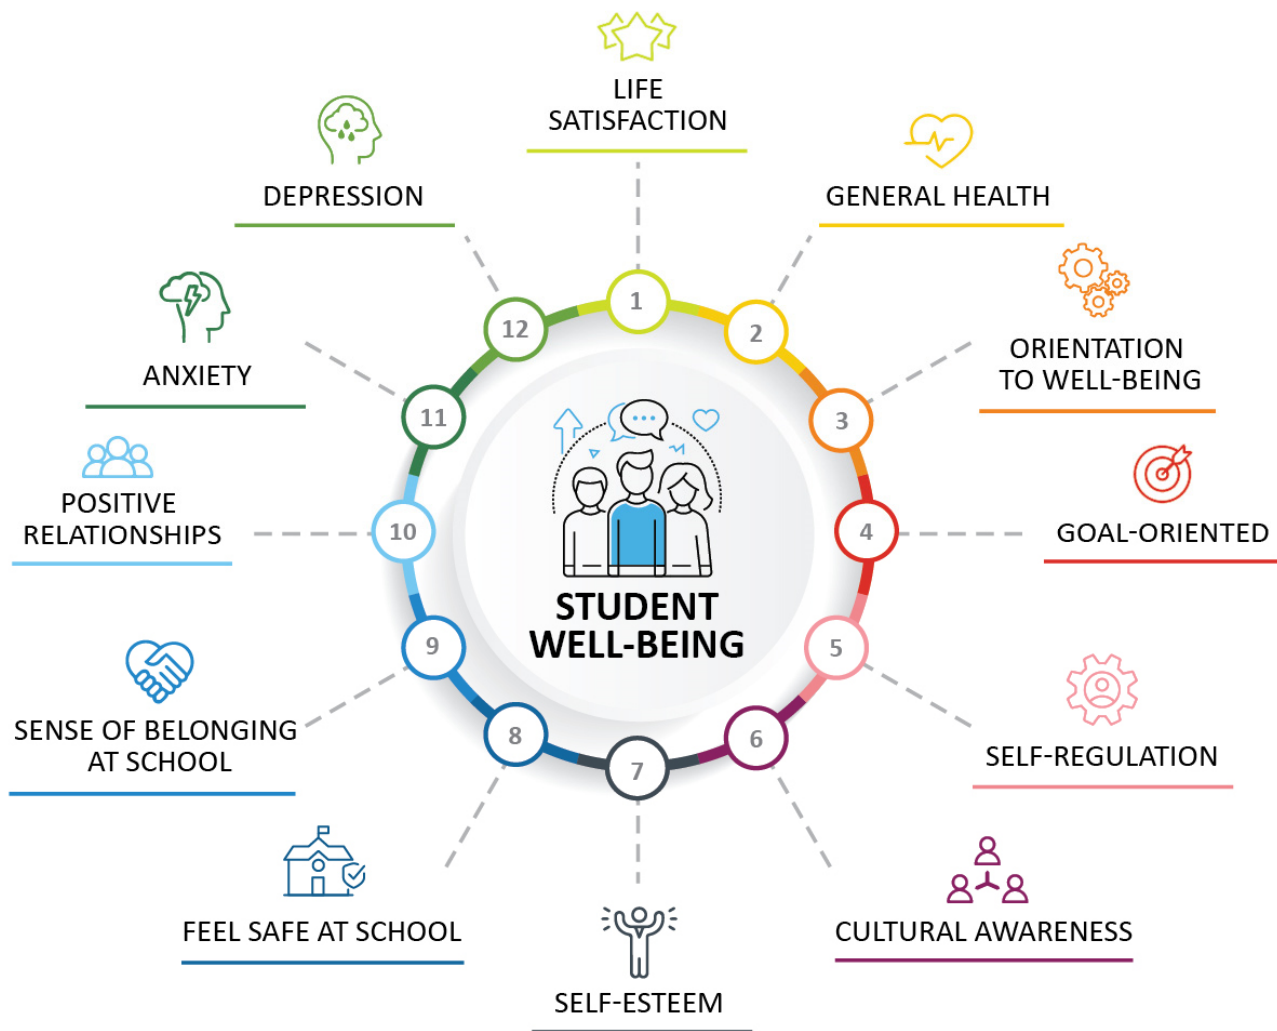 1
LIFE
SATISFACTION
2
GENERAL HEALTH
3
ORIENTATION
TO WELL-BEING
4
GOAL-ORIENTED
5
SELF-REGULATION
6
CULTURAL AWARENESS
7
SELF-ESTEEM
8
FEEL SAFE AT SCHOOL
9
SENSE OF BELONGING
AT SCHOOL
10
POSITIVE
RELATIONSHIPS
11
ANXIETY
12
DEPRESSION
STUDENT
WELL-BEING